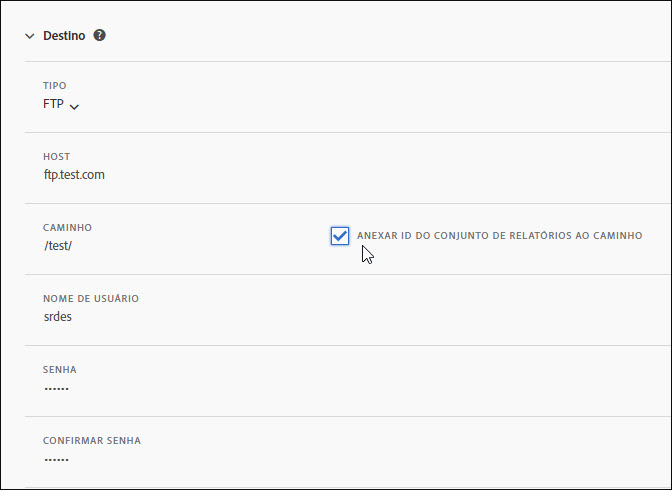 Destino
TIPO
FTP
HOST
ftp.test.com
CAMINHO
/test/
ANEXAR ID DO CONJUNTO DE RELATÓRIOS AO CAMINHO
NOME DE USUÁRIO
srdes
SENHA
••••••
CONFIRMAR SENHA
••••••